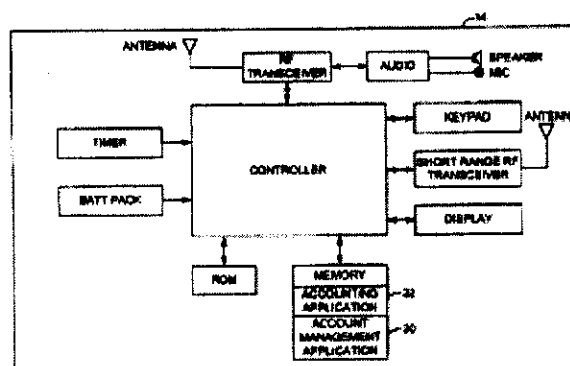 14
ANTENNA
RF
TRANSCEIVER
AUDIO
SPEAKER
MIC
KEYPAD
ANTENN
TIMER
CONTROLLER
SHORT RANGE RF
TRANSCEIVER
BATT PACK
DISPLAY
ROM
MEMORY
ACCOUNTING
APPLICATION
32
ACCOUNT
MANAGEMENT
APPLICATION
30